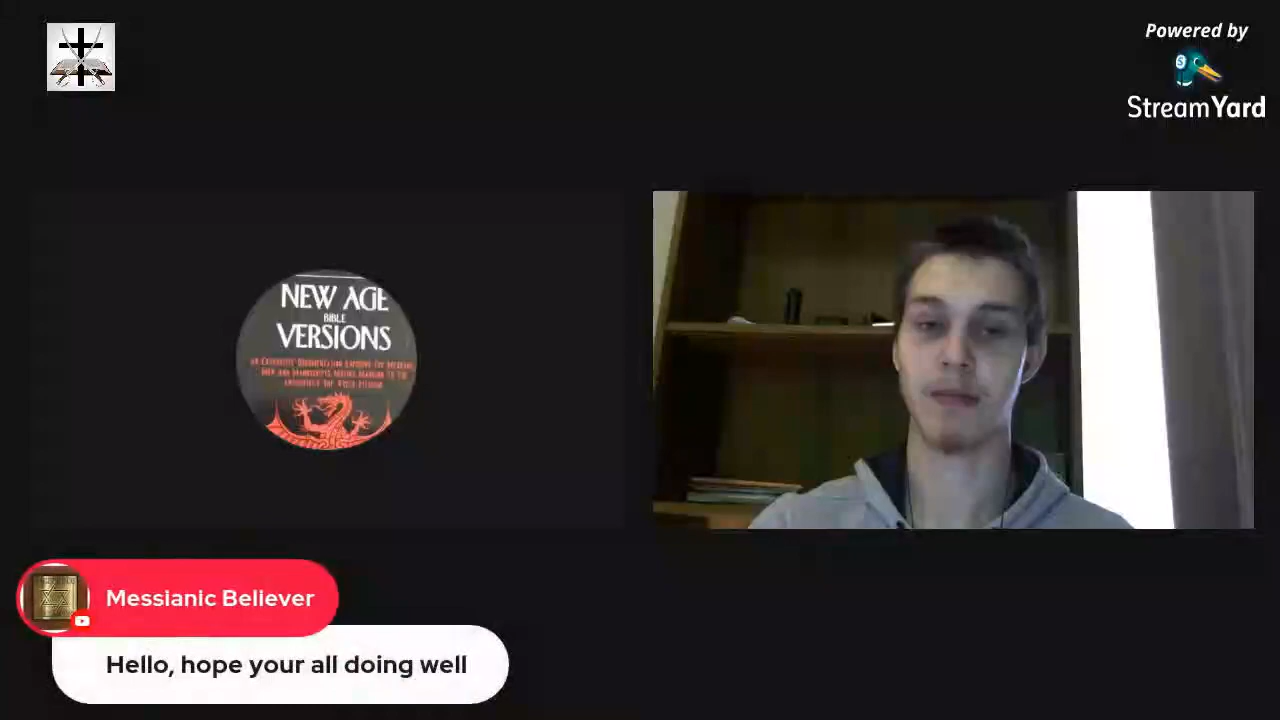 Powered by
StreamYard
NEW AGE
BIBLE
VERSIONS
Messianic Believer
Hello, hope your all doing well